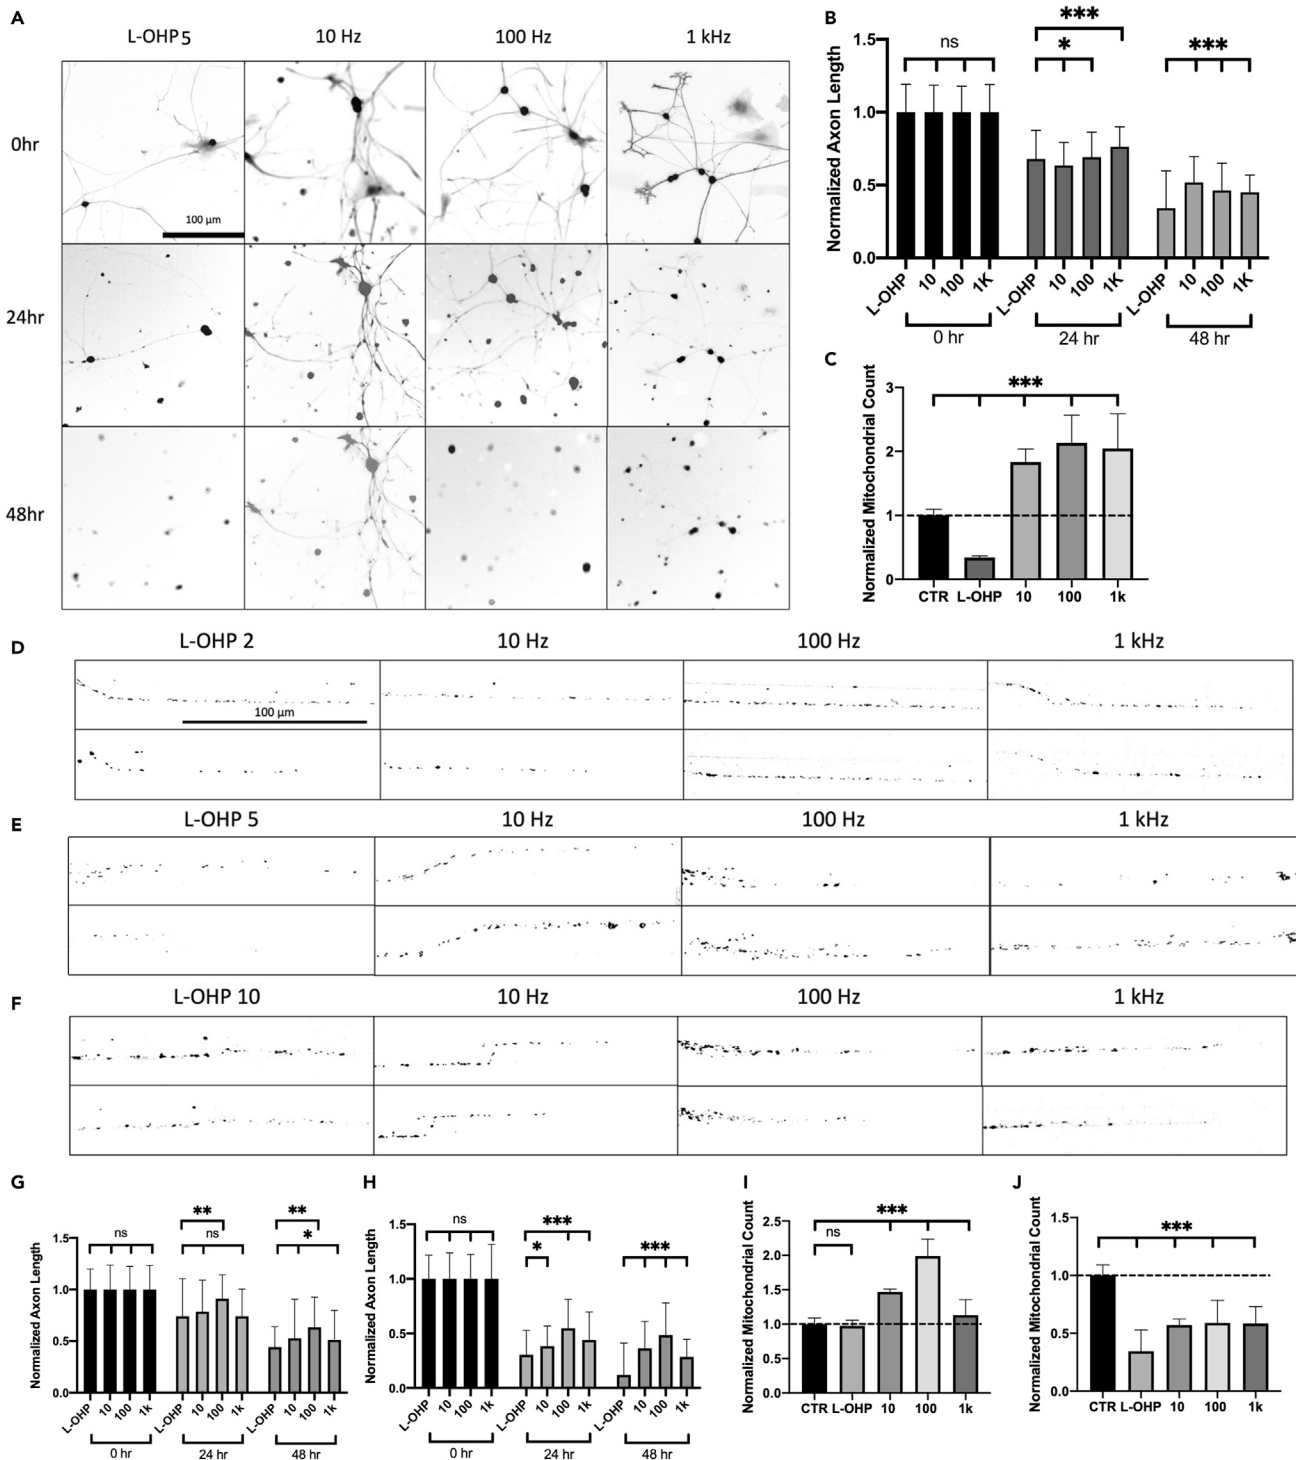 A
L-OHP 5
10 Hz
100 Hz
1 kHz
0hr
100 µm
24hr
48hr
B
Normalized Axon Length
1.5
1.0
0.5
0.0
ns
***
*
***
L-OHP
10
100
1K
L-OHP
10
100
1K
L-OHP
10
100
1K
0 hr
24 hr
48 hr
C
Normalized Mitochondrial Count
3
2
1
0
***
CTR
L-OHP
10
100
1k
D
L-OHP 2
10 Hz
100 Hz
1 kHz
100 µm
E
L-OHP 5
10 Hz
100 Hz
1 kHz
F
L-OHP 10
10 Hz
100 Hz
1 kHz
G
Normalized Axon Length
1.5
1.0
0.5
0.0
ns
**
ns
**
*
L-OHP
10
100
1k
L-OHP
10
100
1k
L-OHP
10
100
1k
0 hr
24 hr
48 hr
H
Normalized Axon Length
1.5
1.0
0.5
0.0
ns
***
*
***
L-OHP
10
100
1k
L-OHP
10
100
1k
L-OHP
10
100
1k
0 hr
24 hr
48 hr
I
Normalized Mitochondrial Count
2.5
2.0
1.5
1.0
0.5
0.0
***
ns
CTR
L-OHP
10
100
1k
J
Normalized Mitochondrial Count
1.5
1.0
0.5
0.0
***
CTR
L-OHP
10
100
1k